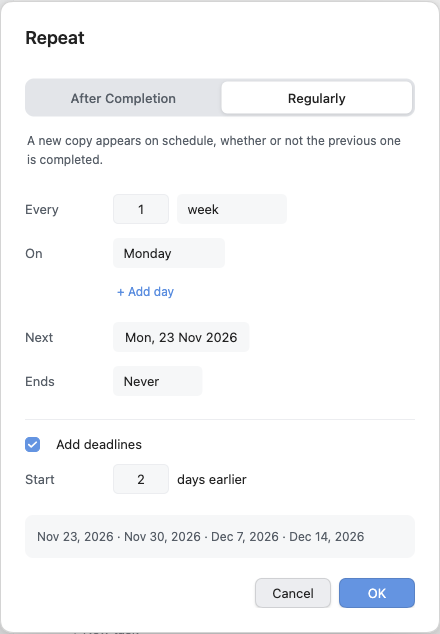 Repeat
After Completion Regularly
A new copy appears on schedule, whether or not the previous one
is completed.
Every 1 week
On Monday
+ Add day
Next Mon, 23 Nov 2026
Ends Never
Add deadlines
Start 2 days earlier
Nov 23, 2026 · Nov 30, 2026 · Dec 7, 2026 · Dec 14, 2026
Cancel OK